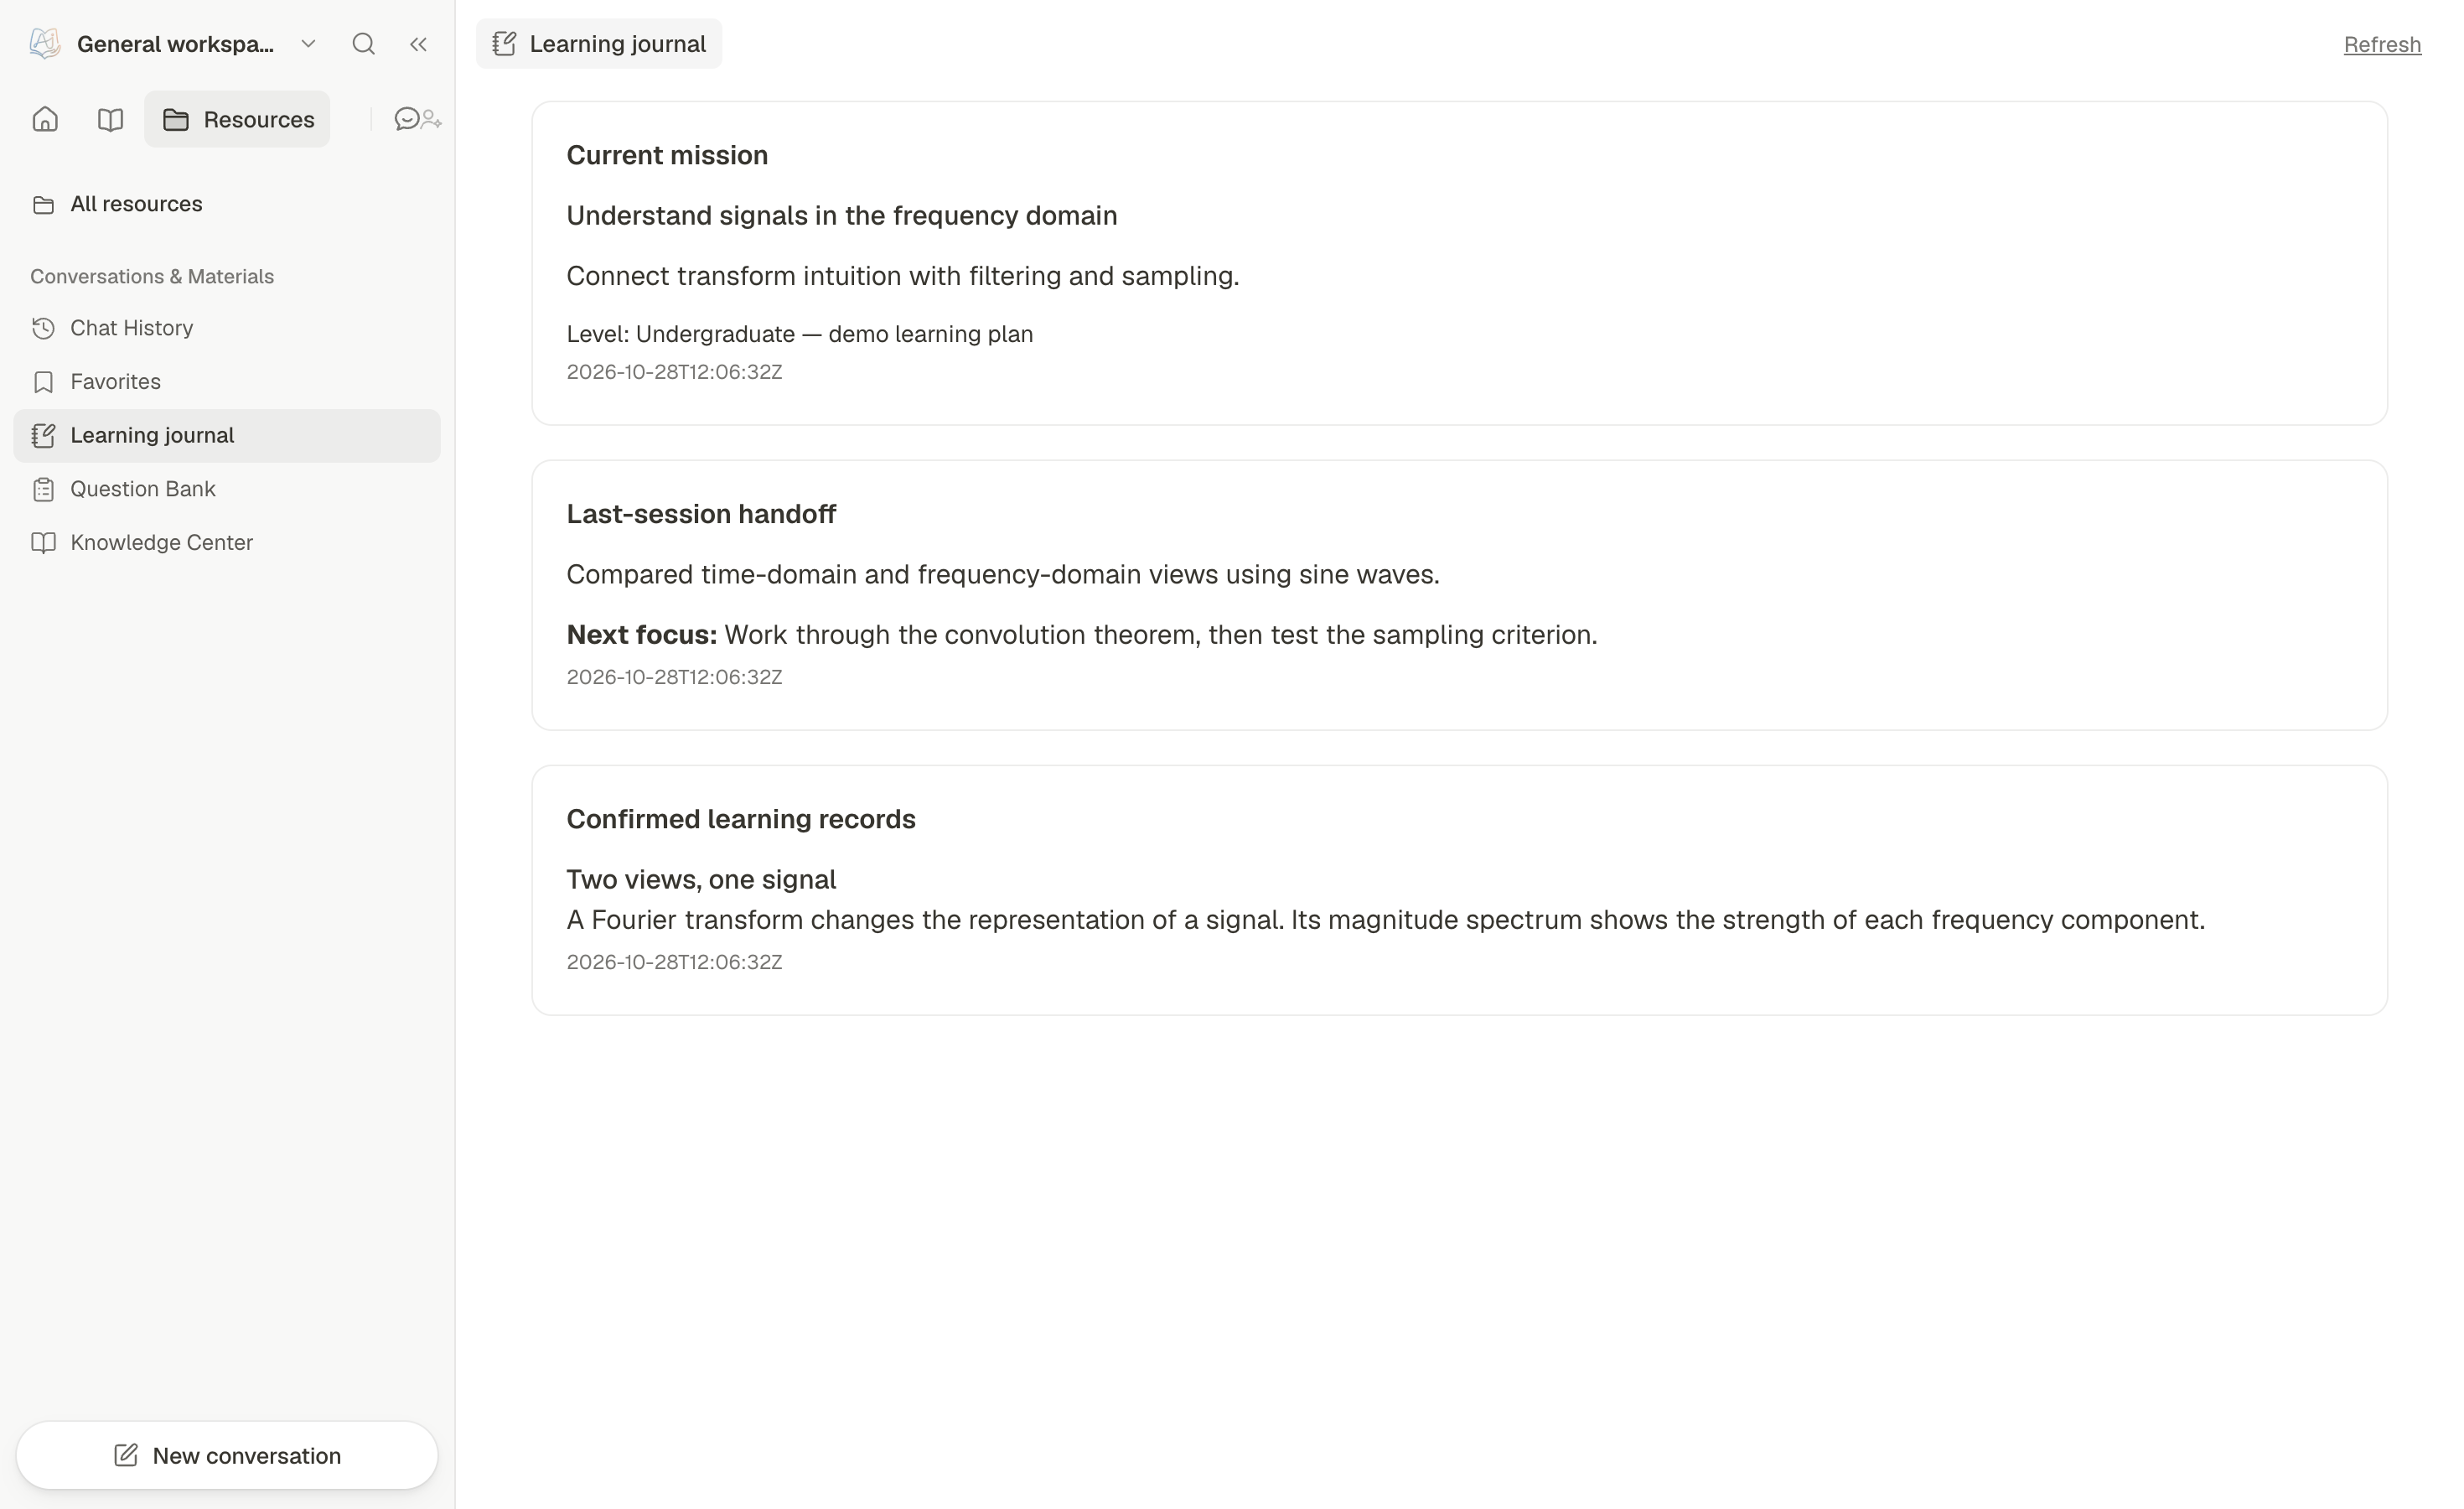 General workspa...
Learning journal
Refresh
Resources
All resources
Conversations & Materials
Chat History
Favorites
Learning journal
Question Bank
Knowledge Center
New conversation
Current mission
Understand signals in the frequency domain
Connect transform intuition with filtering and sampling.
Level: Undergraduate — demo learning plan
2026-10-28T12:06:32Z
Last-session handoff
Compared time-domain and frequency-domain views using sine waves.
Next focus: Work through the convolution theorem, then test the sampling criterion.
2026-10-28T12:06:32Z
Confirmed learning records
Two views, one signal
A Fourier transform changes the representation of a signal. Its magnitude spectrum shows the strength of each frequency component.
2026-10-28T12:06:32Z